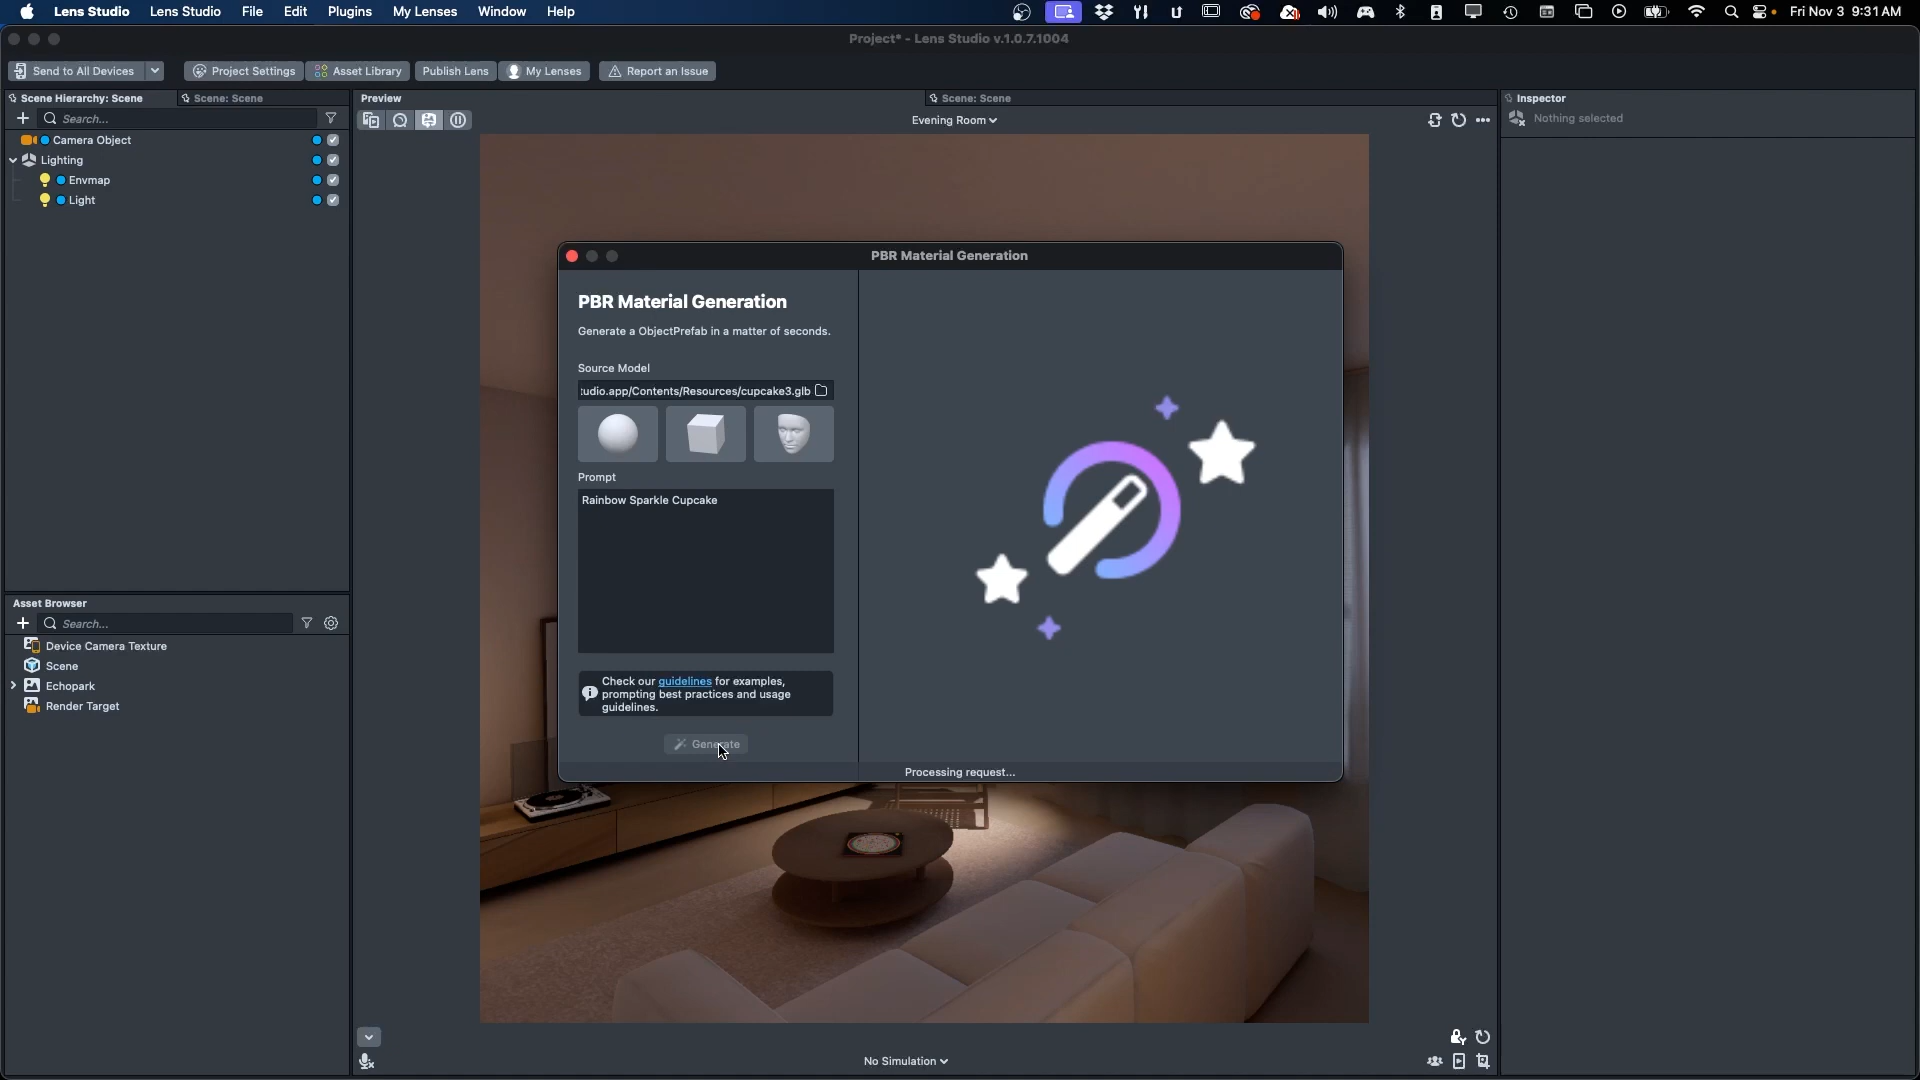 Lens Studio Lens Studio File Edit Plugins My Lenses Window Help Fri Nov 3 9:31 AM
Project* - Lens Studio v.1.0.7.1004
Send to All Devices Project Settings Asset Library Publish Lens My Lenses Report an Issue
Scene Hierarchy: Scene Scene: Scene
Search...
Camera Object
Lighting
Envmap
Light
Asset Browser
Search...
Device Camera Texture
Scene
Echopark
Render Target
Preview Scene: Scene
Evening Room
PBR Material Generation
PBR Material Generation
Generate a ObjectPrefab in a matter of seconds.
Source Model
tudio.app/Contents/Resources/cupcake3.glb
Prompt
Rainbow Sparkle Cupcake
Check our guidelines for examples,
prompting best practices and usage
guidelines.
Generate
Processing request...
No Simulation
Inspector
Nothing selected